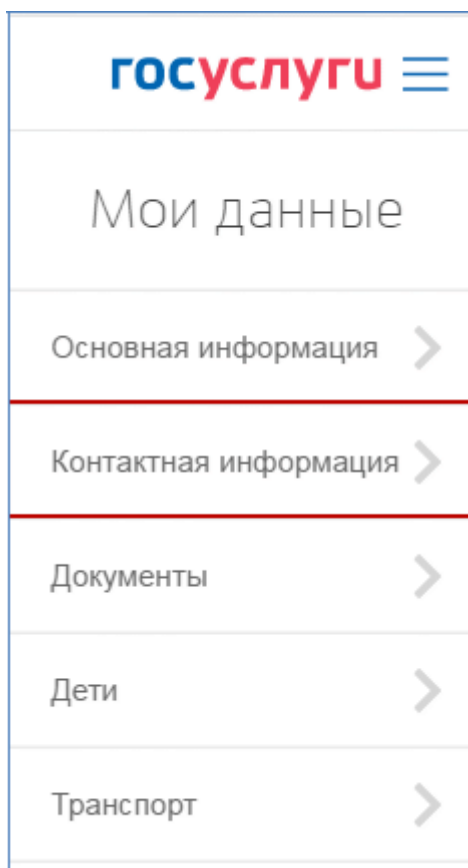 госуслуги
Мои данные
Основная информация
Контактная информация
Документы
Дети
Транспорт